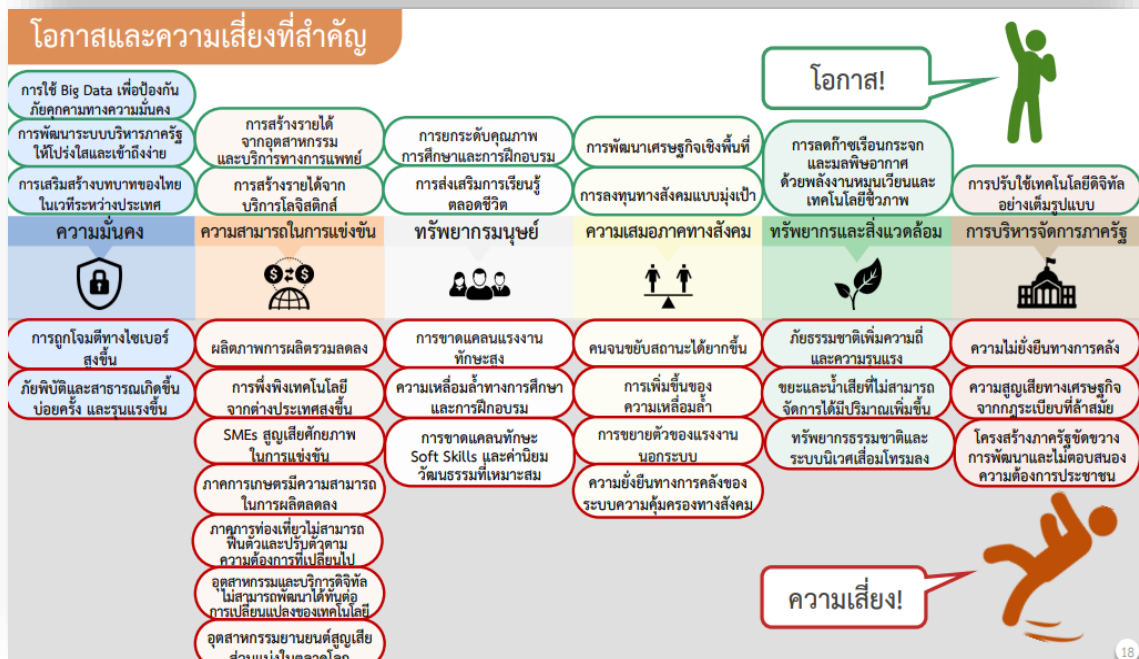 โอกาสและความเสี่ยงที่สำคัญ
โอกาส!
การใช้ Big Data เพื่อป้องกัน
ภัยคุกคามทางความมั่นคง
การพัฒนาระบบบริหารภาครัฐ
ให้โปร่งใสและเข้าถึงง่าย
การเสริมสร้างบทบาทของไทย
ในเวทีระหว่างประเทศ
การสร้างรายได้
จากอุตสาหกรรม
และบริการทางการแพทย์
การสร้างรายได้จาก
บริการโลจิสติกส์
การยกระดับคุณภาพ
การศึกษาและการฝึกอบรม
การส่งเสริมการเรียนรู้
ตลอดชีวิต
การพัฒนาเศรษฐกิจเชิงพื้นที่
การลงทุนทางสังคมแบบมุ่งเป้า
การลดก๊าซเรือนกระจก
และมลพิษอากาศ
ด้วยพลังงานหมุนเวียนและ
เทคโนโลยีชีวภาพ
การปรับใช้เทคโนโลยีดิจิทัล
อย่างเต็มรูปแบบ
ความมั่นคง
ความสามารถในการแข่งขัน
ทรัพยากรมนุษย์
ความเสมอภาคทางสังคม
ทรัพยากรและสิ่งแวดล้อม
การบริหารจัดการภาครัฐ
การถูกโจมตีทางไซเบอร์
สูงขึ้น
ภัยพิบัติและสาธารณเกิดขึ้น
บ่อยครั้ง และรุนแรงขึ้น
ผลิตภาพการผลิตรวมลดลง
การพึ่งพิงเทคโนโลยี
จากต่างประเทศสูงขึ้น
SMEs สูญเสียศักยภาพ
ในการแข่งขัน
ภาคการเกษตรมีความสามารถ
ในการผลิตลดลง
ภาคการท่องเที่ยวไม่สามารถ
ฟื้นตัวและปรับตัวตาม
ความต้องการที่เปลี่ยนไป
อุตสาหกรรมและบริการดิจิทัล
ไม่สามารถพัฒนาได้ทันต่อ
การเปลี่ยนแปลงของเทคโนโลยี
อุตสาหกรรมยานยนต์สูญเสีย
ส่วนแบ่งในตลาดโลก
การขาดแคลนแรงงาน
ทักษะสูง
ความเหลื่อมล้ำทางการศึกษา
และการฝึกอบรม
การขาดแคลนทักษะ
Soft Skills และค่านิยม
วัฒนธรรมที่เหมาะสม
คนจนขยับสถานะได้ยากขึ้น
การเพิ่มขึ้นของ
ความเหลื่อมล้ำ
การขยายตัวของแรงงาน
นอกระบบ
ความยั่งยืนทางการคลังของ
ระบบความคุ้มครองทางสังคม
ภัยธรรมชาติเพิ่มความถี่
และความรุนแรง
ขยะและน้ำเสียที่ไม่สามารถ
จัดการได้มีปริมาณเพิ่มขึ้น
ทรัพยากรธรรมชาติและ
ระบบนิเวศเสื่อมโทรมลง
ความไม่ยั่งยืนทางการคลัง
ความสูญเสียทางเศรษฐกิจ
จากกฎระเบียบที่ล้าสมัย
โครงสร้างภาครัฐขัดขวาง
การพัฒนาและไม่ตอบสนอง
ความต้องการประชาชน
ความเสี่ยง!
18